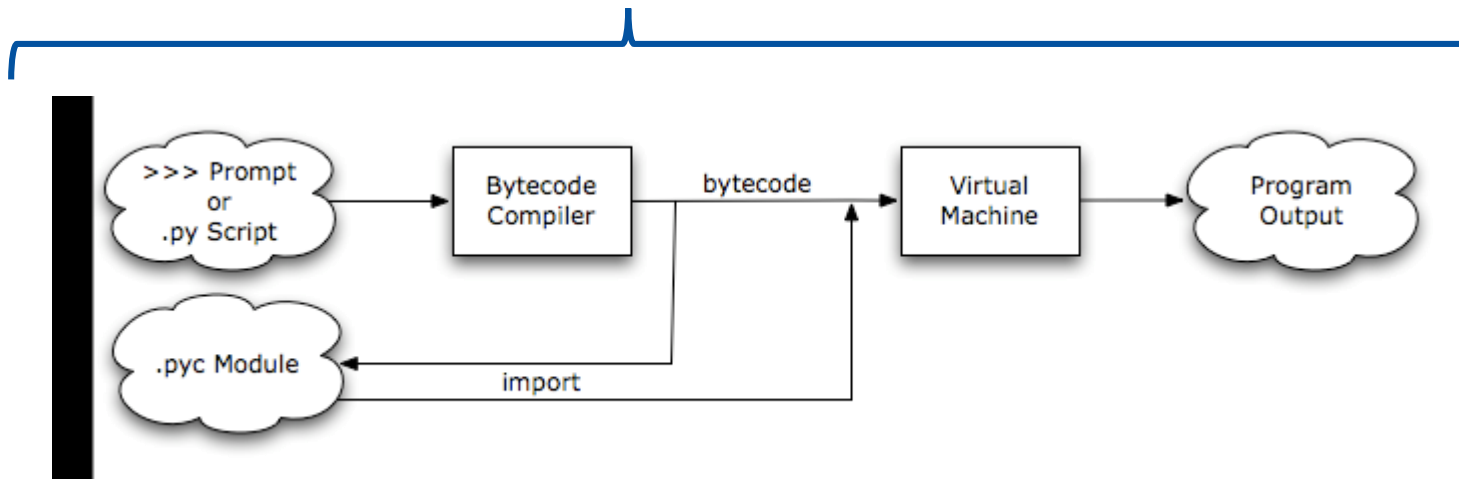 >>> Prompt
or
.py Script
Bytecode
Compiler
bytecode
Virtual
Machine
Program
Output
.pyc Module
import